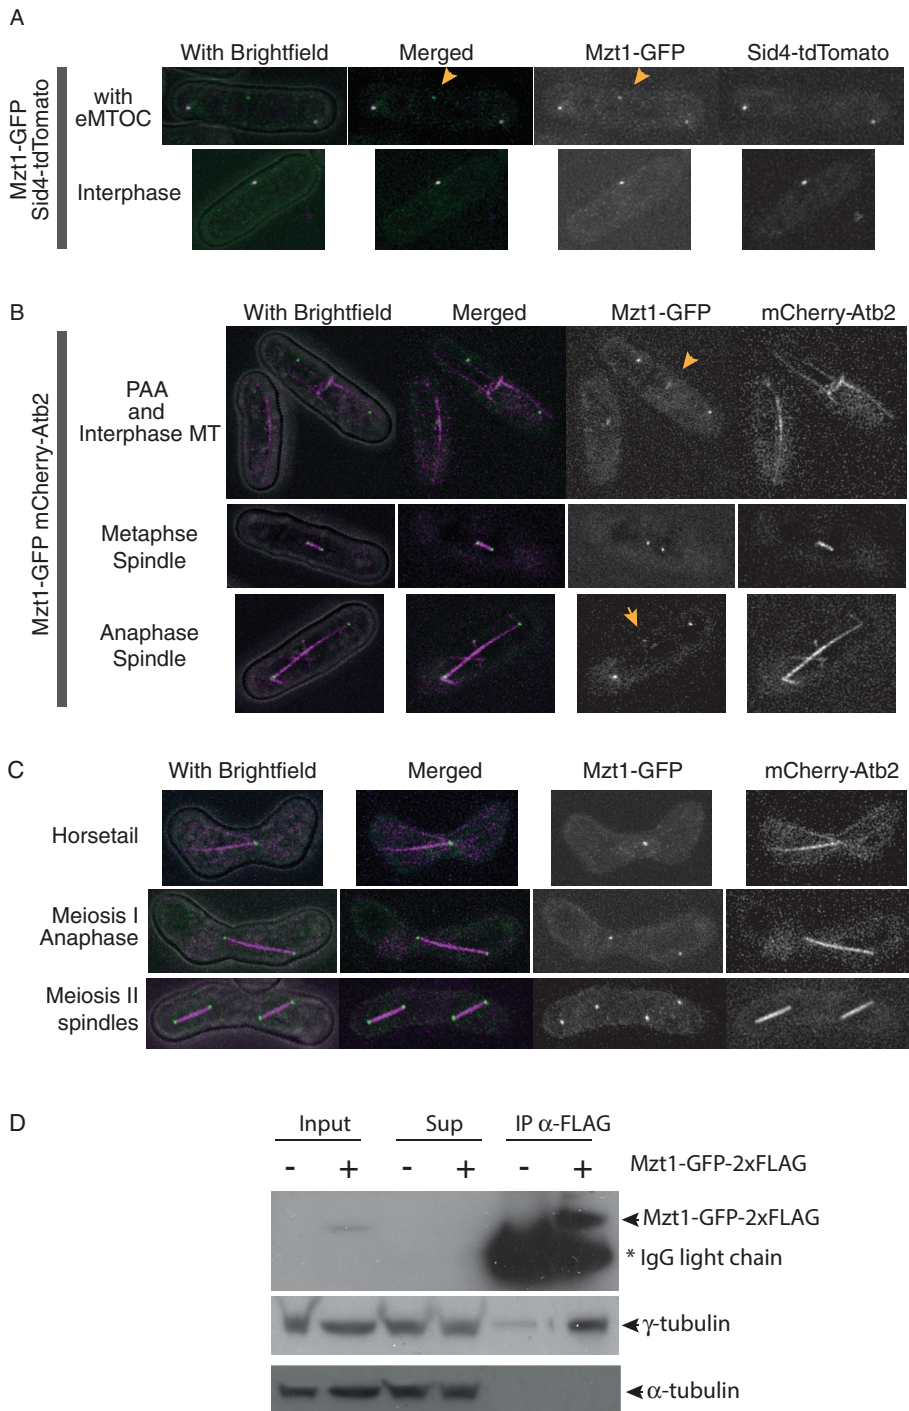 A
With Brightfield Merged Mzt1-GFP Sid4-tdTomato
Mzt1-GFP
Sid4-tdTomato
with
eMTOC
Interphase
B
With Brightfield Merged Mzt1-GFP mCherry-Atb2
Mzt1-GFP mCherry-Atb2
PAA
and
Interphase MT
Metaphse
Spindle
Anaphase
Spindle
C
With Brightfield Merged Mzt1-GFP mCherry-Atb2
Horsetail
Meiosis I
Anaphase
Meiosis II
spindles
D
Input Sup IP α-FLAG
- + - + - + Mzt1-GFP-2xFLAG
Mzt1-GFP-2xFLAG
* IgG light chain
γ-tubulin
α-tubulin